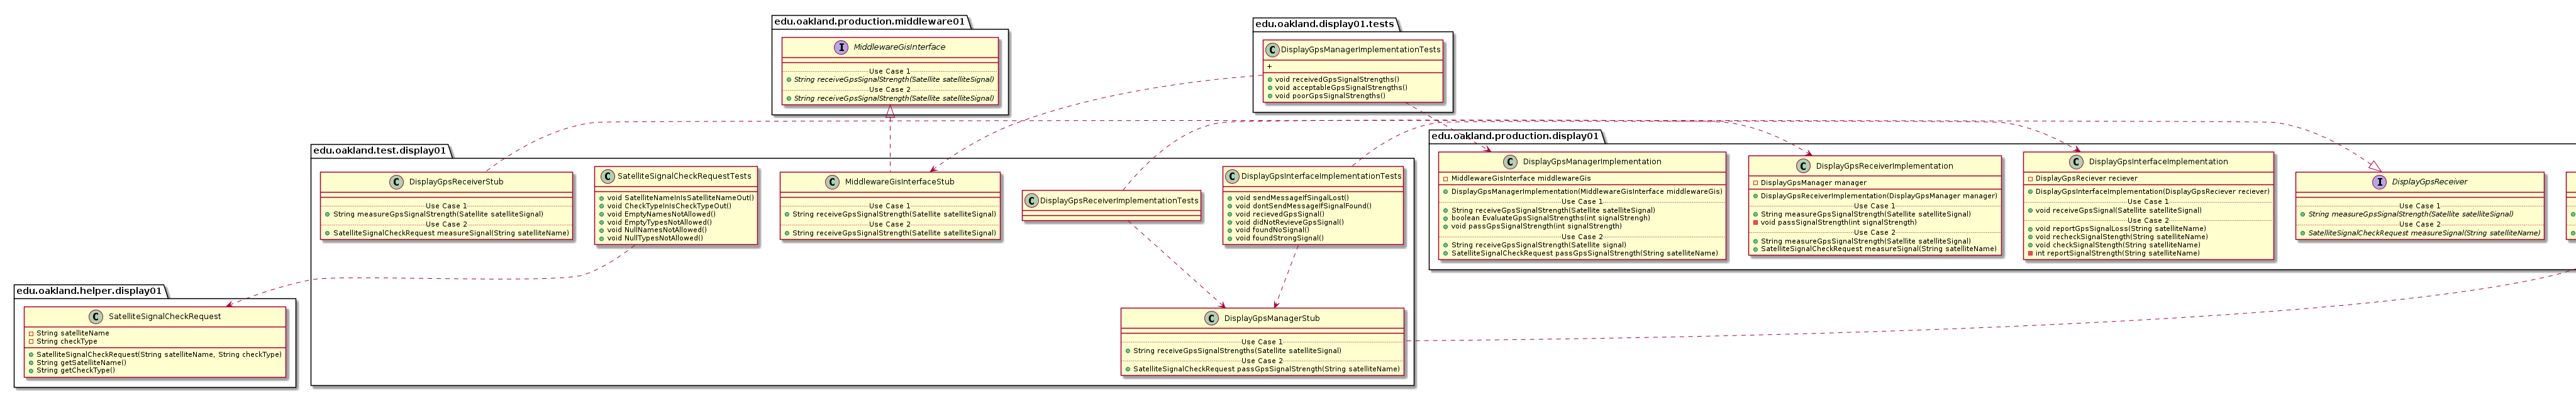 edu.oakland.production.middleware01
MiddlewareGisInterface
Use Case 1
String receiveGpsSignalStrength(Satellite satelliteSignal)
Use Case 2
String receiveGpsSignalStrength(Satellite satelliteSignal)
edu.oakland.display01.tests
DisplayGpsManagerImplementationTests
+
void receivedGpsSignalStrengths()
void acceptableGpsSignalStrengths()
void poorGpsSignalStrengths()
edu.oakland.test.display01
DisplayGpsReceiverStub
Use Case 1
String measureGpsSignalStrength(Satellite satelliteSignal)
Use Case 2
SatelliteSignalCheckRequest measureSignal(String satelliteName)
SatelliteSignalCheckRequestTests
void SatelliteNameInIsSatelliteNameOut()
void CheckTypeInIsCheckTypeOut()
void EmptyNamesNotAllowed()
void EmptyTypesNotAllowed()
void NullNamesNotAllowed()
void NullTypesNotAllowed()
MiddlewareGisInterfaceStub
Use Case 1
String receiveGpsSignalStrength(Satellite satelliteSignal)
Use Case 2
String receiveGpsSignalStrength(Satellite satelliteSignal)
DisplayGpsReceiverImplementationTests
DisplayGpsInterfaceImplementationTests
void sendMessageIfSingalLost()
void dontSendMessageIfSignalFound()
void recievedGpsSignal()
void didNotRevieveGpsSignal()
void foundNoSignal()
void foundStrongSignal()
DisplayGpsManagerStub
Use Case 1
String receiveGpsSignalStrengths(Satellite satelliteSignal)
Use Case 2
SatelliteSignalCheckRequest passGpsSignalStrength(String satelliteName)
edu.oakland.production.display01
DisplayGpsManagerImplementation
MiddlewareGisInterface middlewareGis
DisplayGpsManagerImplementation(MiddlewareGisInterface middlewareGis)
Use Case 1
String receiveGpsSignalStrength(Satellite satelliteSignal)
boolean EvaluateGpsSignalStrengths(int signalStrengh)
void passGpsSignalStrength(int signalStrength)
Use Case 2
String receiveGpsSignalStrength(Satellite signal)
SatelliteSignalCheckRequest passGpsSignalStrength(String satelliteName)
DisplayGpsReceiverImplementation
DisplayGpsManager manager
DisplayGpsReceiverImplementation(DisplayGpsManager manager)
Use Case 1
String measureGpsSignalStrength(Satellite satelliteSignal)
void passSignalStrength(int signalStrength)
Use Case 2
String measureGpsSignalStrength(Satellite satelliteSignal)
SatelliteSignalCheckRequest measureSignal(String satelliteName)
DisplayGpsInterfaceImplementation
DisplayGpsReciever reciever
DisplayGpsInterfaceImplementation(DisplayGpsReciever reciever)
Use Case 1
void receiveGpsSignal(Satellite satelliteSignal)
Use Case 2
void reportGpsSignalLoss(String satelliteName)
void recheckSignalStength(String satelliteName)
void checkSignalStength(String satelliteName)
int reportSignalStrength(String satelliteName)
DisplayGpsReceiver
Use Case 1
String measureGpsSignalStrength(Satellite satelliteSignal)
Use Case 2
SatelliteSignalCheckRequest measureSignal(String satelliteName)
edu.oakland.helper.display01
SatelliteSignalCheckRequest
String satelliteName
String checkType
SatelliteSignalCheckRequest(String satelliteName, String checkType)
String getSatelliteName()
String getCheckType()